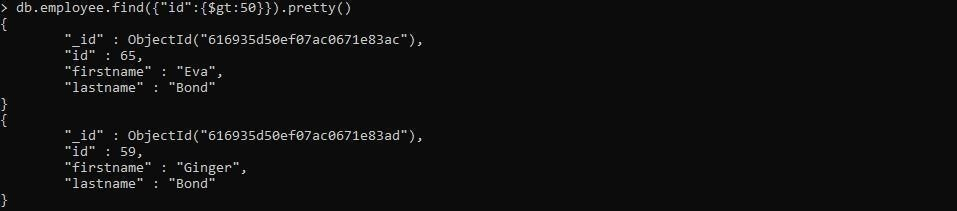 > db.employee.find({"id":{$gt:50}}).pretty()
{
        "_id" : ObjectId("616935d50ef07ac0671e83ac"),
        "id" : 65,
        "firstname" : "Eva",
        "lastname" : "Bond"
}
{
        "_id" : ObjectId("616935d50ef07ac0671e83ad"),
        "id" : 59,
        "firstname" : "Ginger",
        "lastname" : "Bond"
}